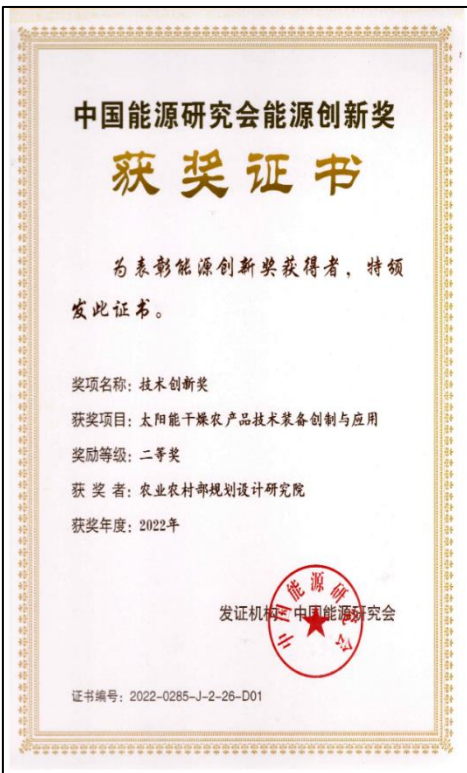 中国能源研究会能源创新奖
获奖证书
为表彰能源创新奖获得者，特颁
发此证书。
奖项名称：技术创新奖
获奖项目：太阳能干燥农产品技术装备创制与应用
奖励等级：二等奖
获 奖 者：农业农村部规划设计研究院
获奖年度：2022年
发证机构：中国能源研究会
中国能源研究会
证书编号：2022-0285-J-2-26-D01